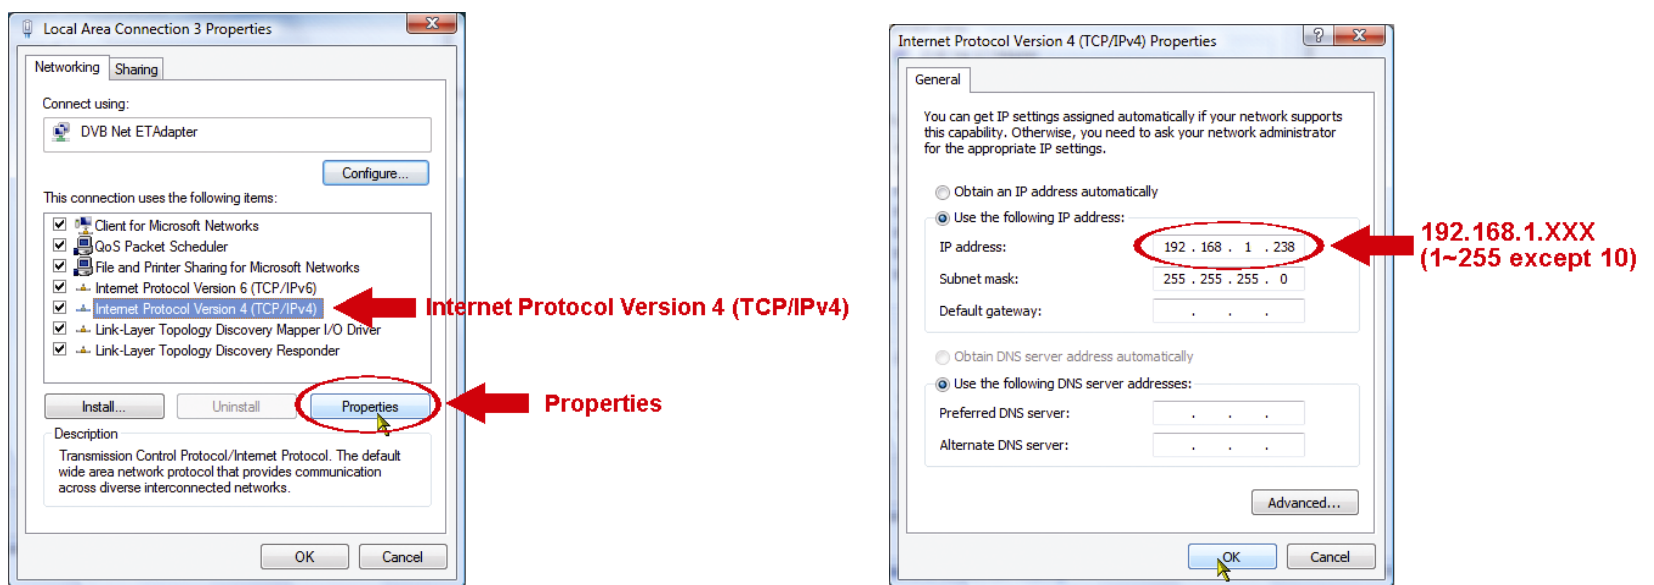 Local Area Connection 3 Properties
Networking
Sharing
Connect using:
DVB Net ETAdapter
Configure...
This connection uses the following items:
Client for Microsoft Networks
QoS Packet Scheduler
File and Printer Sharing for Microsoft Networks
Internet Protocol Version 6 (TCP/IPv6)
Internet Protocol Version 4 (TCP/IPv4)
Link-Layer Topology Discovery Mapper I/O Driver
Link-Layer Topology Discovery Responder
Install...
Uninstall
Properties
Description
Transmission Control Protocol/Internet Protocol. The default
wide area network protocol that provides communication
across diverse interconnected networks.
OK
Cancel
Internet Protocol Version 4 (TCP/IPv4)
Properties
Internet Protocol Version 4 (TCP/IPv4) Properties
General
You can get IP settings assigned automatically if your network supports
this capability. Otherwise, you need to ask your network administrator
for the appropriate IP settings.
Obtain an IP address automatically
Use the following IP address:
IP address:
192 . 168 . 1 . 238
Subnet mask:
255 . 255 . 255 . 0
Default gateway:
. . .
Obtain DNS server address automatically
Use the following DNS server addresses:
Preferred DNS server:
. . .
Alternate DNS server:
. . .
Advanced...
OK
Cancel
192.168.1.XXX
(1~255 except 10)